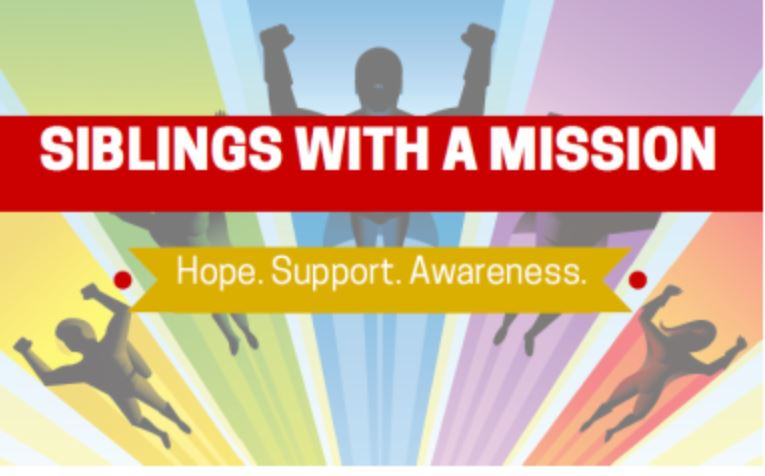 SIBLINGS WITH A MISSION
Hope. Support. Awareness.